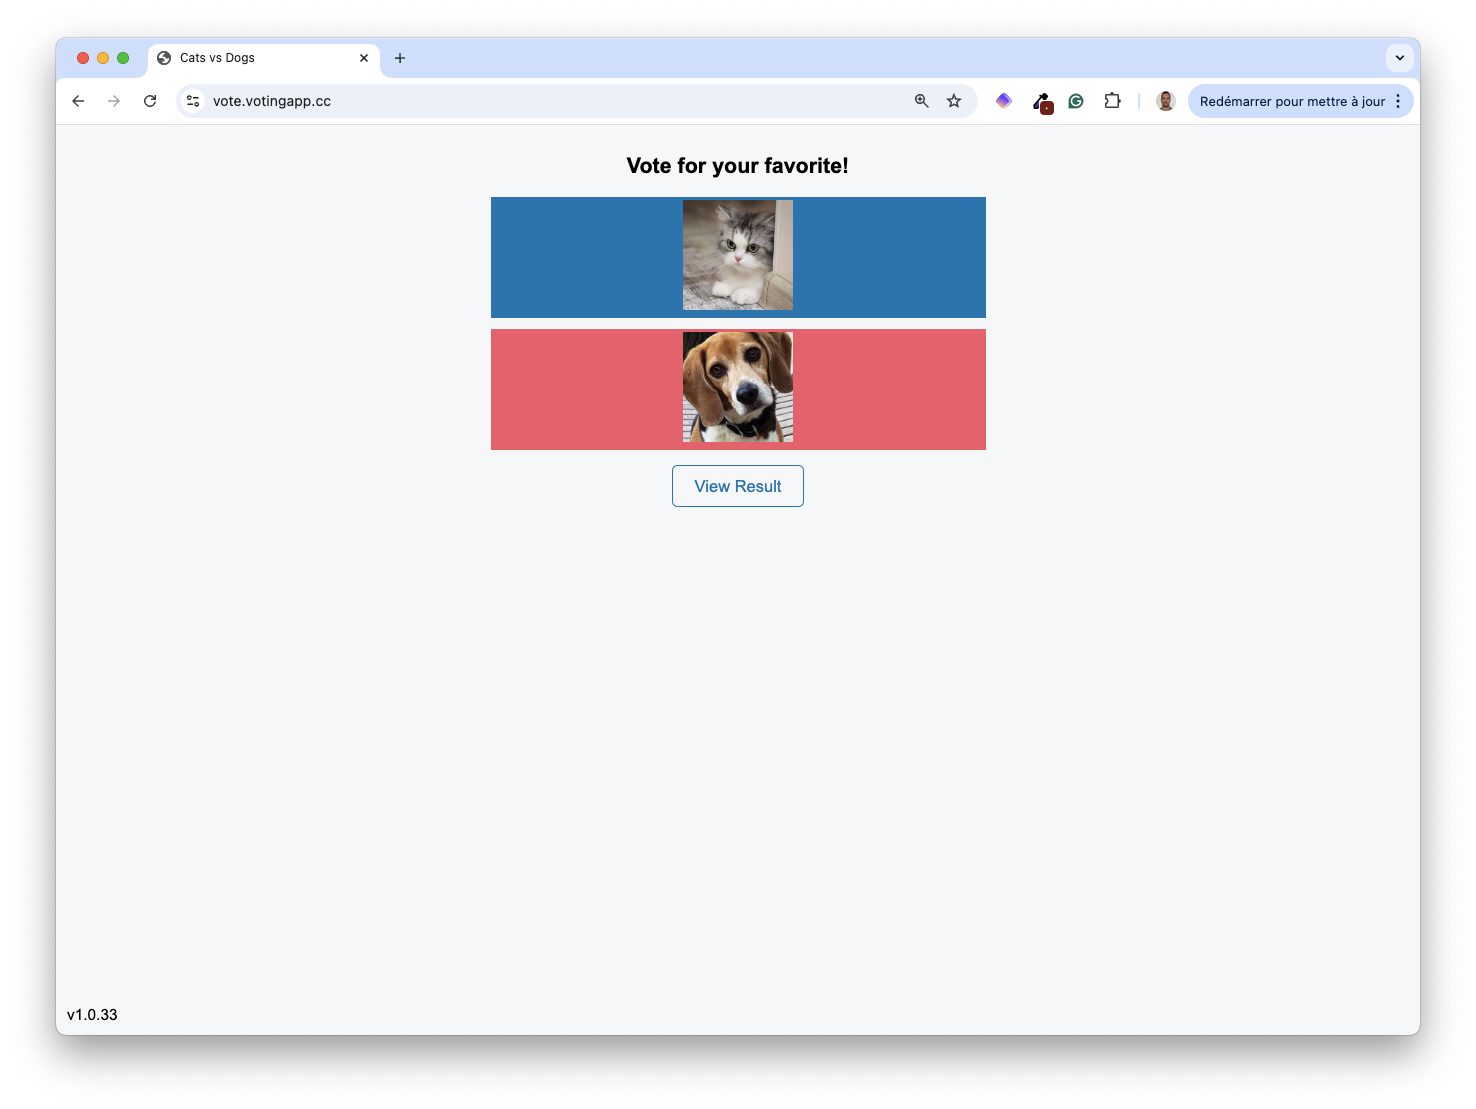 Cats vs Dogs
vote.votingapp.cc
Redémarrer pour mettre à jour
Vote for your favorite!
View Result
v1.0.33